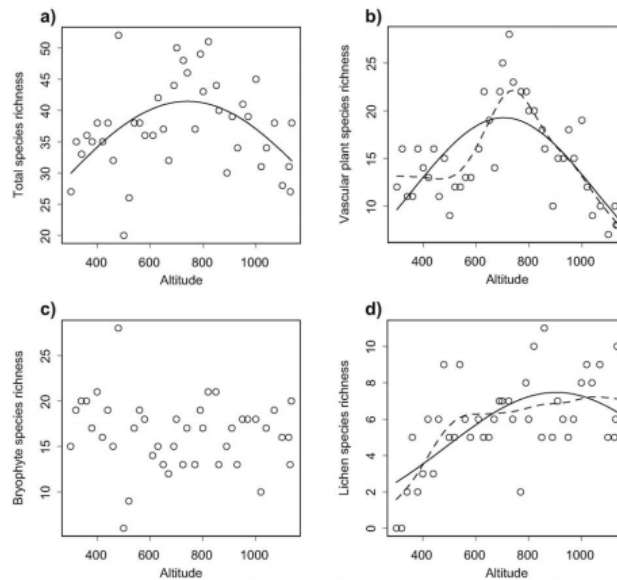 a)
Total species richness
50
45
40
35
30
25
20
400 600 800 1000
Altitude
b)
Vascular plant species richness
25
20
15
10
400 600 800 1000
Altitude
c)
Bryophyte species richness
25
20
15
10
400 600 800 1000
Altitude
d)
Lichen species richness
10
8
6
4
2
0
400 600 800 1000
Altitude